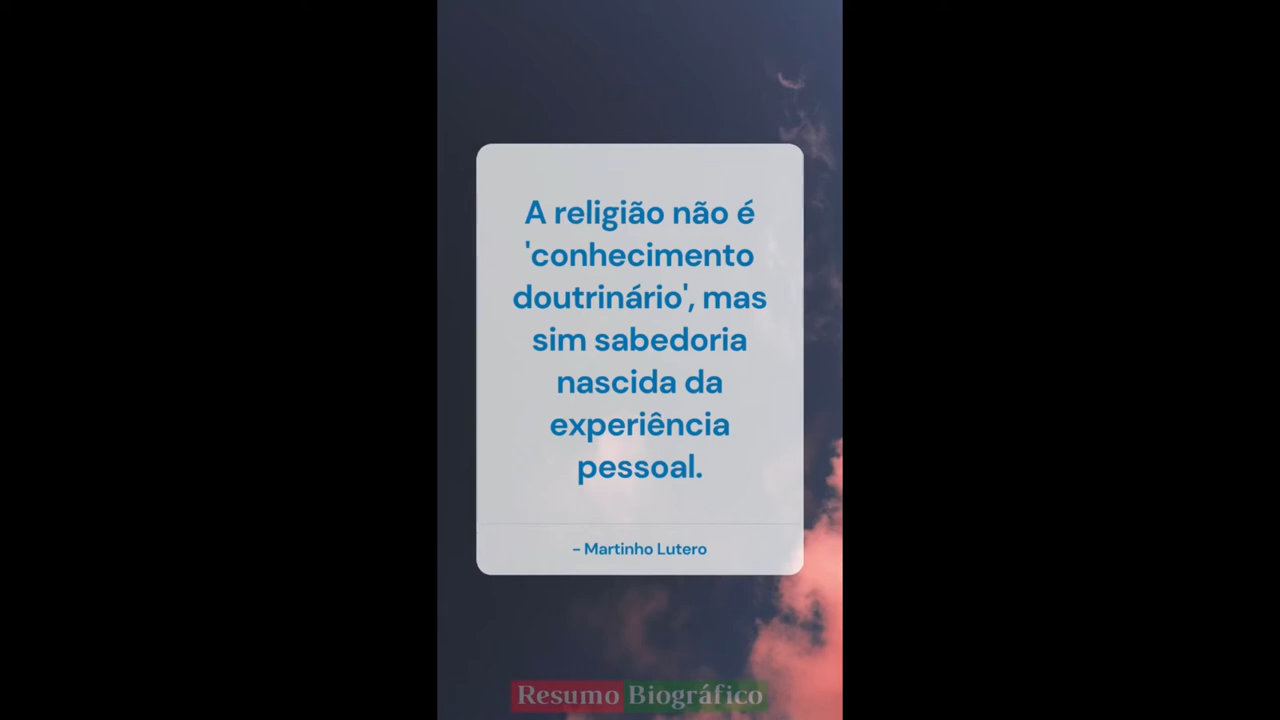 A religião não é
'conhecimento
doutrinário', mas
sim sabedoria
nascida da
experiência
pessoal.
- Martinho Lutero
Resumo Biográfico